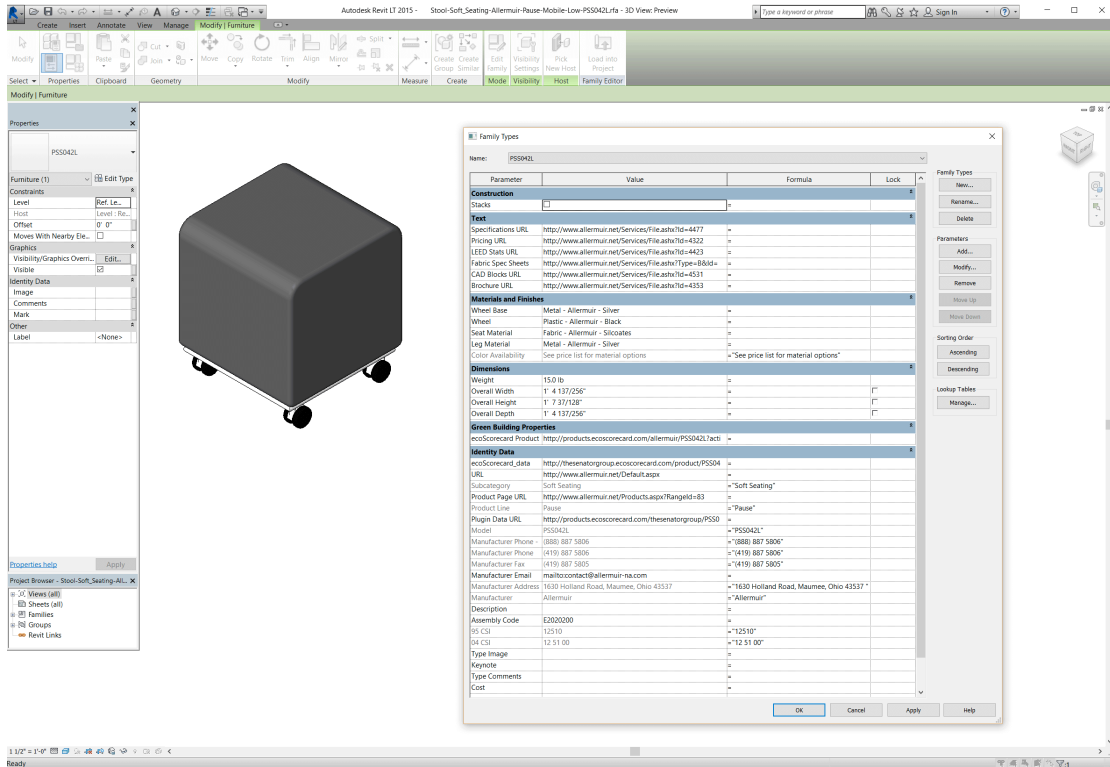 Autodesk Revit LT 2015 - Stool-Soft_Seating-Allermuir-Pause-Mobile-Low-PSS042L.rfa - 3D View: Preview
Type a keyword or phrase
Sign In
Create Insert Annotate View Manage Modify | Furniture
Modify Paste Cut Join Move Copy Rotate Trim Align Mirror Split Create Group Create Similar Edit Family Visibility Settings Pick New Host Load into Project
Select Properties Clipboard Geometry Modify Measure Create Mode Visibility Host Family Editor
Modify | Furniture
Properties
PSS042L
Furniture (1) Edit Type
Constraints
Level Ref. Le...
Host Level : Re...
Offset 0' 0"
Moves With Nearby Ele...
Graphics
Visibility/Graphics Overri... Edit...
Visible
Identity Data
Image
Comments
Mark
Other
Label <None>
Properties help Apply
Project Browser - Stool-Soft_Seating-All...
Views (all)
Sheets (all)
Families
Groups
Revit Links
Family Types
Name: PSS042L
Parameter Value Formula Lock
Construction
Stacks =
Text
Specifications URL http://www.allermuir.net/Services/File.ashx?Id=4477 =
Pricing URL http://www.allermuir.net/Services/File.ashx?Id=4322 =
LEED Stats URL http://www.allermuir.net/Services/File.ashx?Id=4423 =
Fabric Spec Sheets http://www.allermuir.net/Services/File.ashx?Type=B&Id= =
CAD Blocks URL http://www.allermuir.net/Services/File.ashx?Id=4531 =
Brochure URL http://www.allermuir.net/Services/File.ashx?Id=4353 =
Materials and Finishes
Wheel Base Metal - Allermuir - Silver =
Wheel Plastic - Allermuir - Black =
Seat Material Fabric - Allermuir - Silcoates =
Leg Material Metal - Allermuir - Silver =
Color Availability See price list for material options ="See price list for material options"
Dimensions
Weight 15.0 lb =
Overall Width 1' 4 137/256" =
Overall Height 1' 7 37/128" =
Overall Depth 1' 4 137/256" =
Green Building Properties
ecoScorecard Product http://products.ecoscorecard.com/allermuir/PSS042L?acti =
Identity Data
ecoScorecard_data http://thesenatorgroup.ecoscorecard.com/product/PSS04 =
URL http://www.allermuir.net/Default.aspx =
Subcategory Soft Seating ="Soft Seating"
Product Page URL http://www.allermuir.net/Products.aspx?RangeId=83 =
Product Line Pause ="Pause"
Plugin Data URL http://products.ecoscorecard.com/thesenatorgroup/PSS0 =
Model PSS042L ="PSS042L"
Manufacturer Phone - (888) 887 5806 ="(888) 887 5806"
Manufacturer Phone (419) 887 5806 ="(419) 887 5806"
Manufacturer Fax (419) 887 5805 ="(419) 887 5805"
Manufacturer Email mailto:contact@allermuir-na.com =
Manufacturer Address 1630 Holland Road, Maumee, Ohio 43537 ="1630 Holland Road, Maumee, Ohio 43537 "
Manufacturer Allermuir ="Allermuir"
Description =
Assembly Code E2020200 =
95 CSI 12510 ="12510"
04 CSI 12 51 00 ="12 51 00"
Type Image =
Keynote =
Type Comments =
Cost =
Family Types
New...
Rename...
Delete
Parameters
Add...
Modify...
Remove
Move Up
Move Down
Sorting Order
Ascending
Descending
Lookup Tables
Manage...
OK Cancel Apply Help
1 1/2" = 1'-0"
Ready